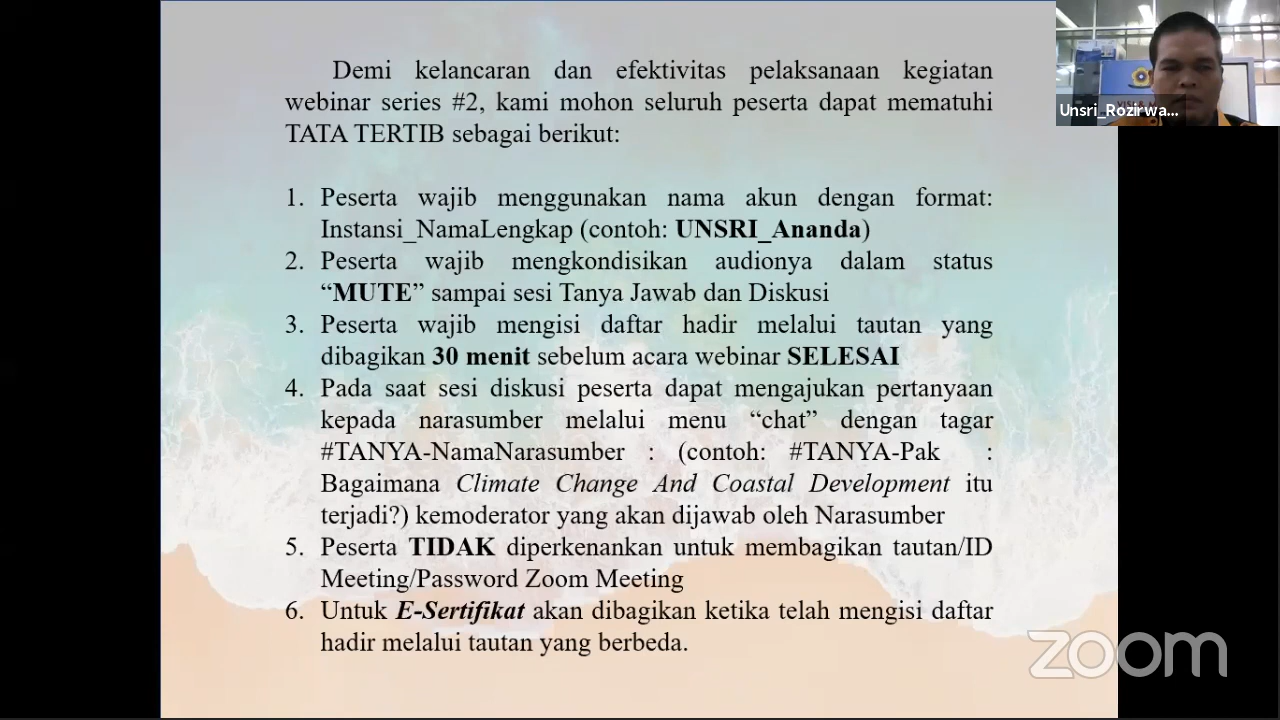 Demi kelancaran dan efektivitas pelaksanaan kegiatan
webinar series #2, kami mohon seluruh peserta dapat mematuhi
TATA TERTIB sebagai berikut:
1. Peserta wajib menggunakan nama akun dengan format:
Instansi_NamaLengkap (contoh: UNSRI_Ananda)
2. Peserta wajib mengkondisikan audionya dalam status
“MUTE” sampai sesi Tanya Jawab dan Diskusi
3. Peserta wajib mengisi daftar hadir melalui tautan yang
dibagikan 30 menit sebelum acara webinar SELESAI
4. Pada saat sesi diskusi peserta dapat mengajukan pertanyaan
kepada narasumber melalui menu “chat” dengan tagar
#TANYA-NamaNarasumber : (contoh: #TANYA-Pak :
Bagaimana Climate Change And Coastal Development itu
terjadi?) kemoderator yang akan dijawab oleh Narasumber
5. Peserta TIDAK diperkenankan untuk membagikan tautan/ID
Meeting/Password Zoom Meeting
6. Untuk E-Sertifikat akan dibagikan ketika telah mengisi daftar
hadir melalui tautan yang berbeda.
Unsri_Rozirwa...
zoom